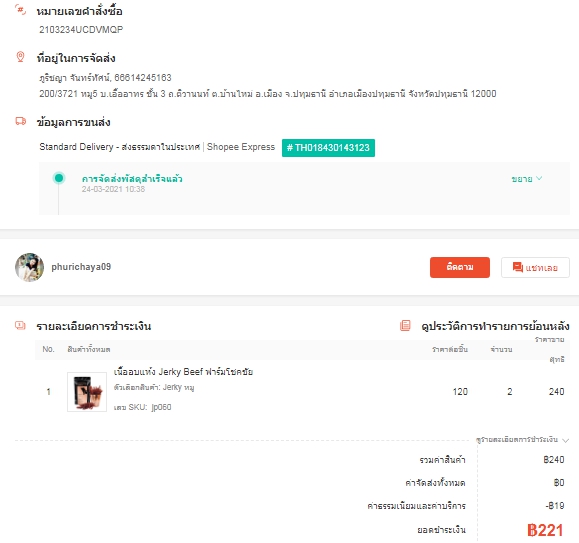 หมายเลขคำสั่งซื้อ
2103234UCDVMQP
ที่อยู่ในการจัดส่ง
ภูริชญา จันทร์ทัศน์, 66614245163
200/3721 หมู่5 บ.เอื้ออาทร ชั้น 3 ถ.ติวานนท์ ต.บ้านใหม่ อ.เมือง จ.ปทุมธานี อำเภอเมืองปทุมธานี จังหวัดปทุมธานี 12000
ข้อมูลการขนส่ง
Standard Delivery - ส่งธรรมดาในประเทศ | Shopee Express # TH018430143123
การจัดส่งพัสดุสำเร็จแล้ว ขยาย
24-03-2021 10:38
phurichaya09 ติดตาม แชทเลย
รายละเอียดการชำระเงิน ดูประวัติการทำรายการย้อนหลัง
No. สินค้าทั้งหมด ราคาต่อชิ้น จำนวน ราคาขายสุทธิ
เนื้ออบแห้ง Jerky Beef ฟาร์มโชคชัย
1 ตัวเลือกสินค้า: Jerky หมู 120 2 240
เลข SKU: jp060
ดูรายละเอียดการชำระเงิน
รวมค่าสินค้า ฿240
ค่าจัดส่งทั้งหมด ฿0
ค่าธรรมเนียมและค่าบริการ -฿19
ยอดชำระเงิน ฿221